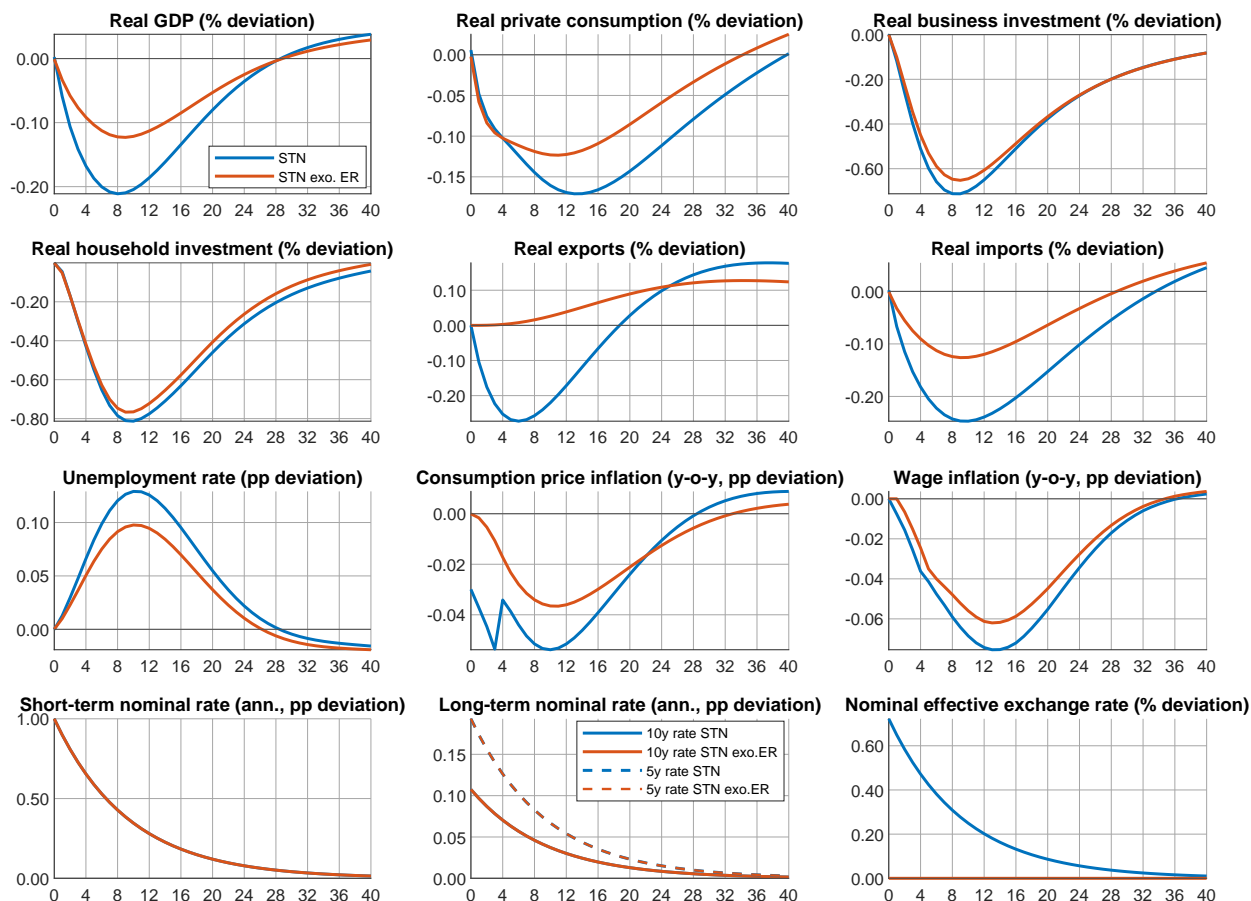 Real GDP (% deviation)
0.00
-0.10
-0.20
STN
STN exo. ER
0 4 8 12 16 20 24 28 32 36 40
Real private consumption (% deviation)
0.00
-0.05
-0.10
-0.15
0 4 8 12 16 20 24 28 32 36 40
Real business investment (% deviation)
0.00
-0.20
-0.40
-0.60
0 4 8 12 16 20 24 28 32 36 40
Real household investment (% deviation)
-0.20
-0.40
-0.60
-0.80
0 4 8 12 16 20 24 28 32 36 40
Real exports (% deviation)
0.10
0.00
-0.10
-0.20
0 4 8 12 16 20 24 28 32 36 40
Real imports (% deviation)
0.00
-0.10
-0.20
0 4 8 12 16 20 24 28 32 36 40
Unemployment rate (pp deviation)
0.10
0.05
0.00
0 4 8 12 16 20 24 28 32 36 40
Consumption price inflation (y-o-y, pp deviation)
0.00
-0.02
-0.04
0 4 8 12 16 20 24 28 32 36 40
Wage inflation (y-o-y, pp deviation)
0.00
-0.02
-0.04
-0.06
0 4 8 12 16 20 24 28 32 36 40
Short-term nominal rate (ann., pp deviation)
1.00
0.50
0.00
0 4 8 12 16 20 24 28 32 36 40
Long-term nominal rate (ann., pp deviation)
0.15
0.10
0.05
0.00
10y rate STN
10y rate STN exo.ER
5y rate STN
5y rate STN exo.ER
0 4 8 12 16 20 24 28 32 36 40
Nominal effective exchange rate (% deviation)
0.60
0.40
0.20
0.00
0 4 8 12 16 20 24 28 32 36 40